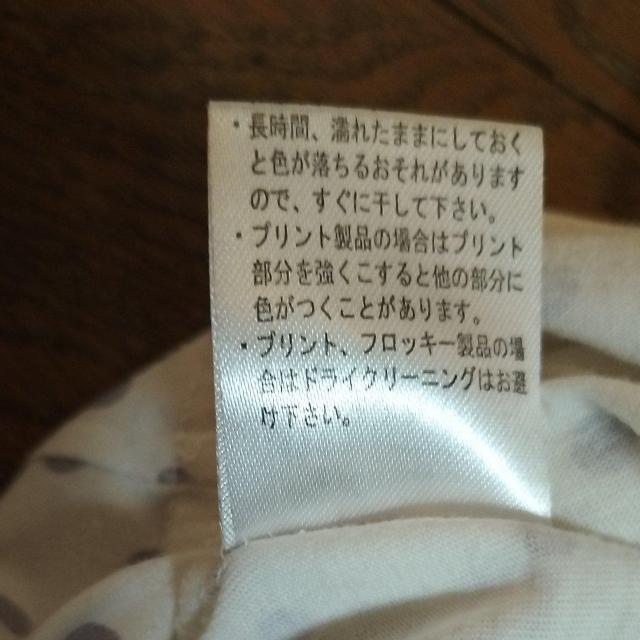 ・長時間、濡れたままにしておく
と色が落ちるおそれがあります
ので、すぐに干して下さい。
・プリント製品の場合はプリント
部分を強くこすると他の部分に
色がつくことがあります。
・プリント、フロッキー製品の場
合はドライクリーニングはお避
け下さい。